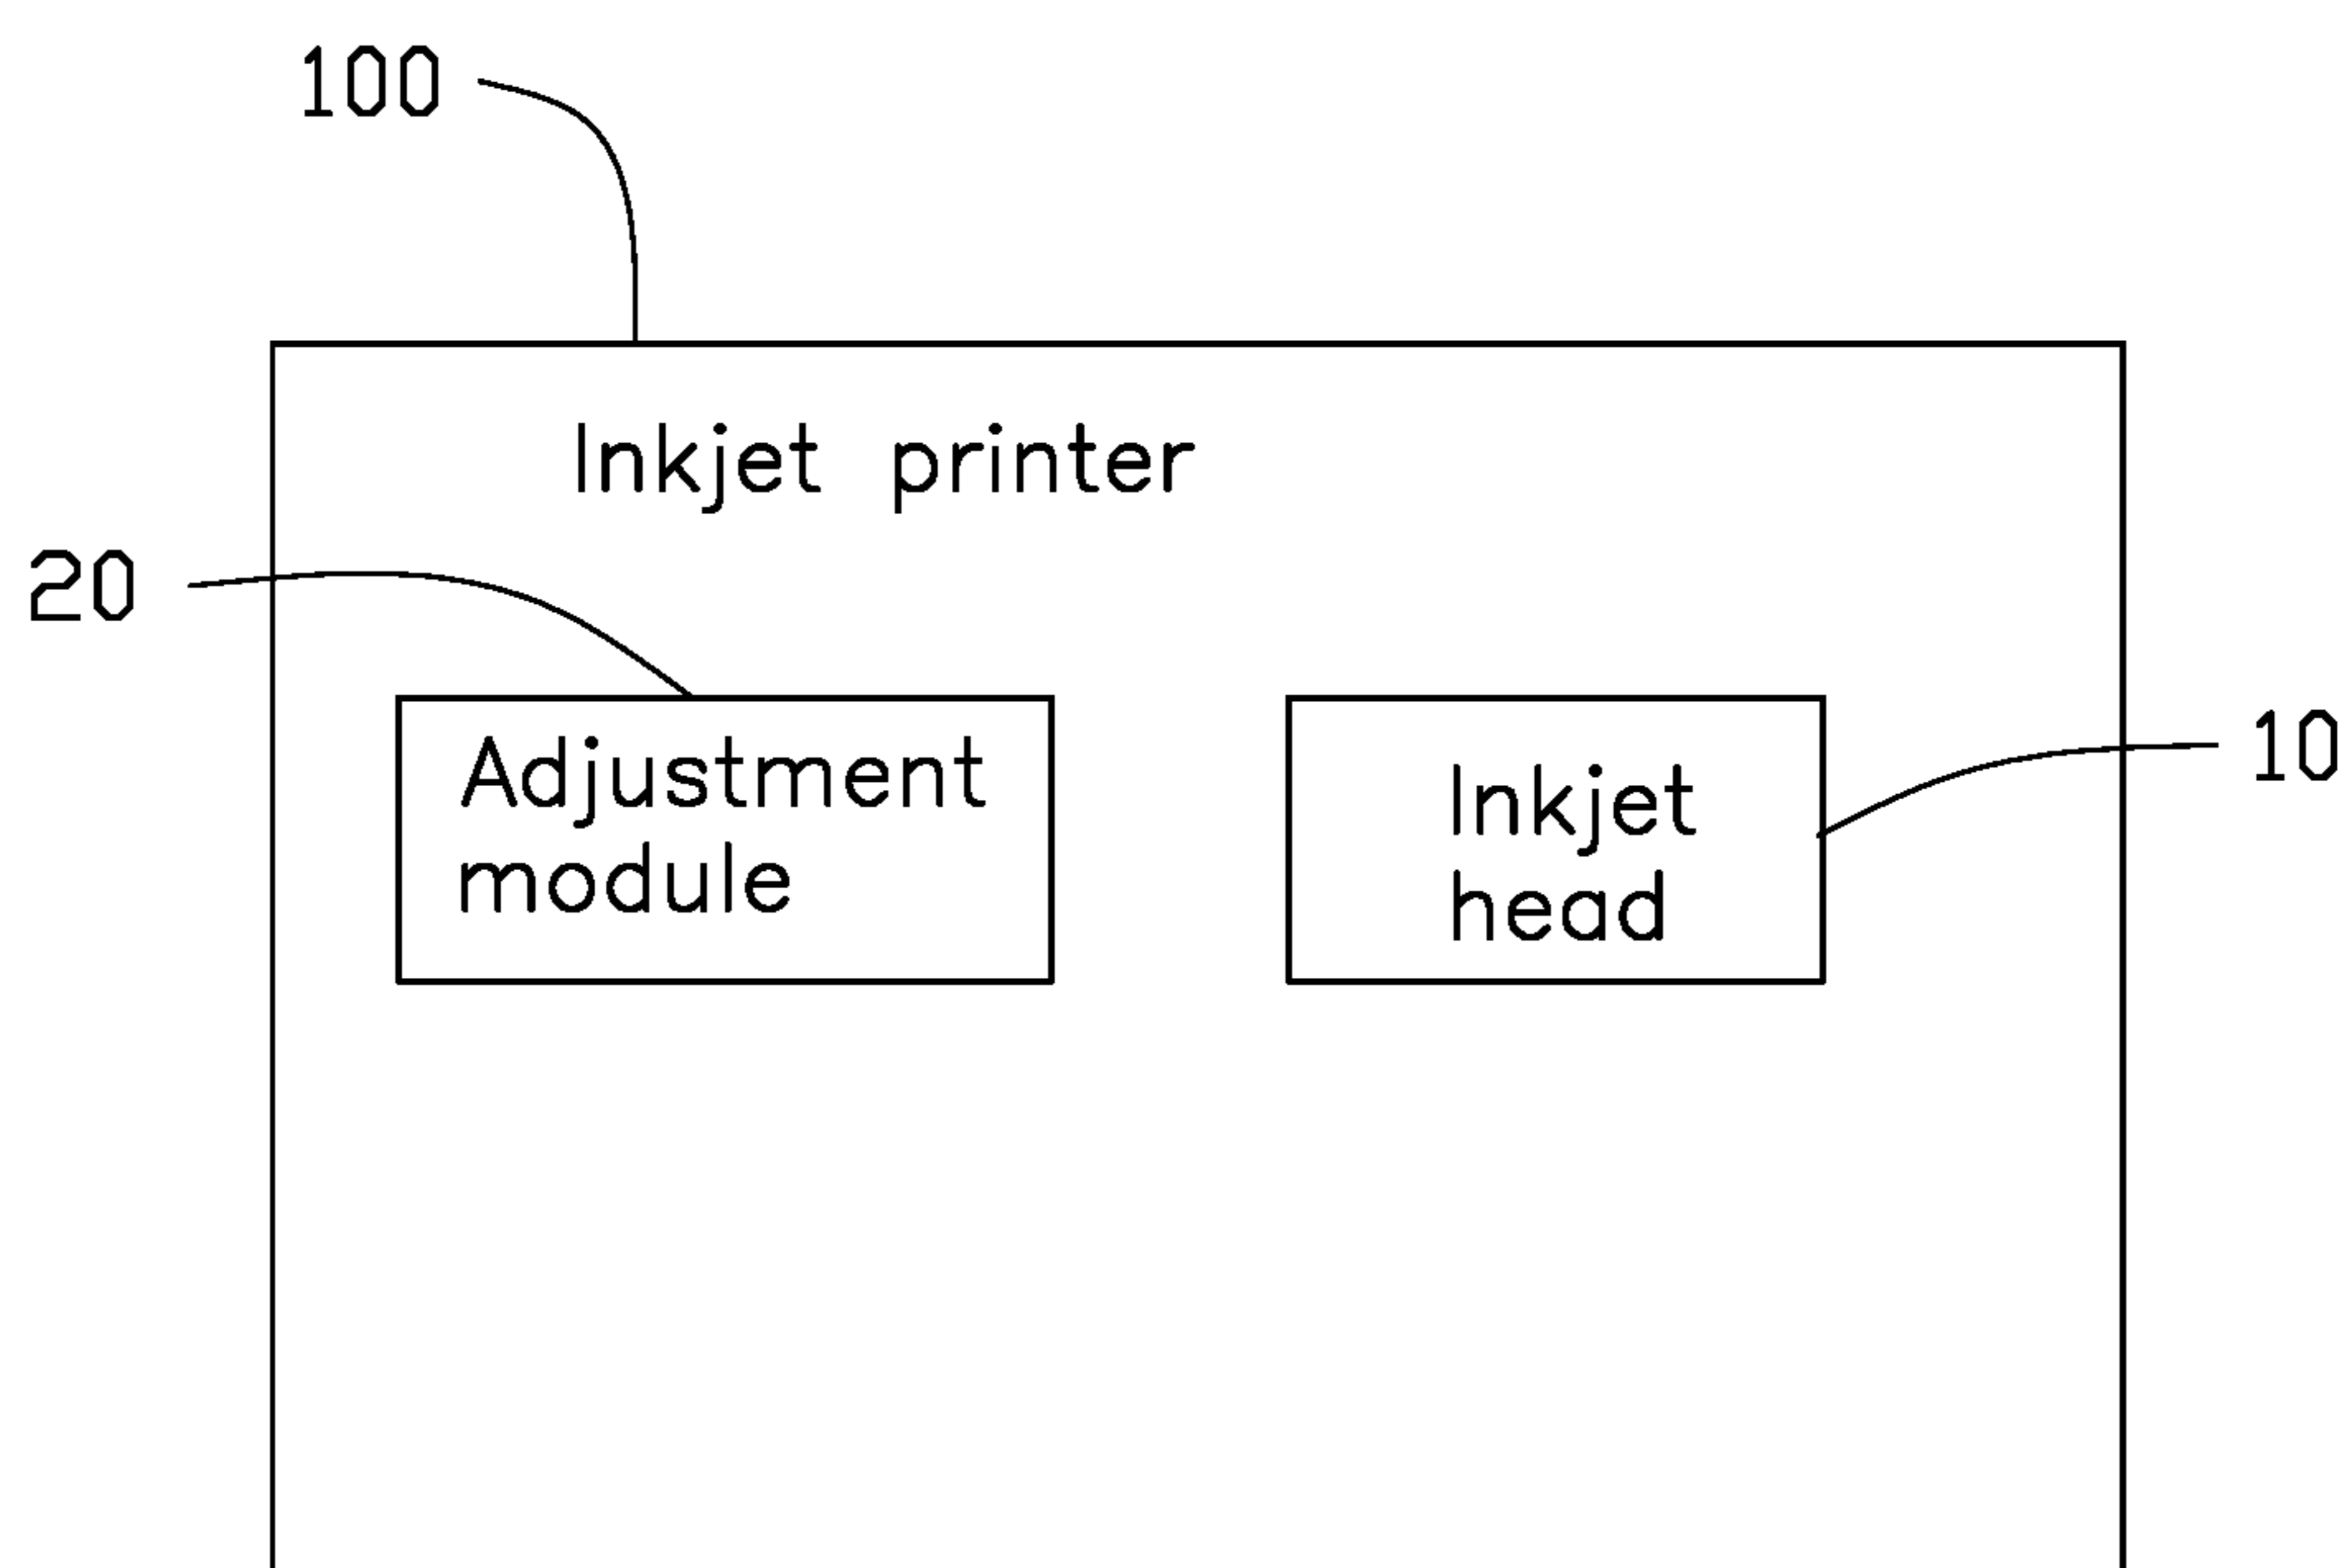 100
Inkjet printer
20
10
Adjustment
module
Inkjet
head